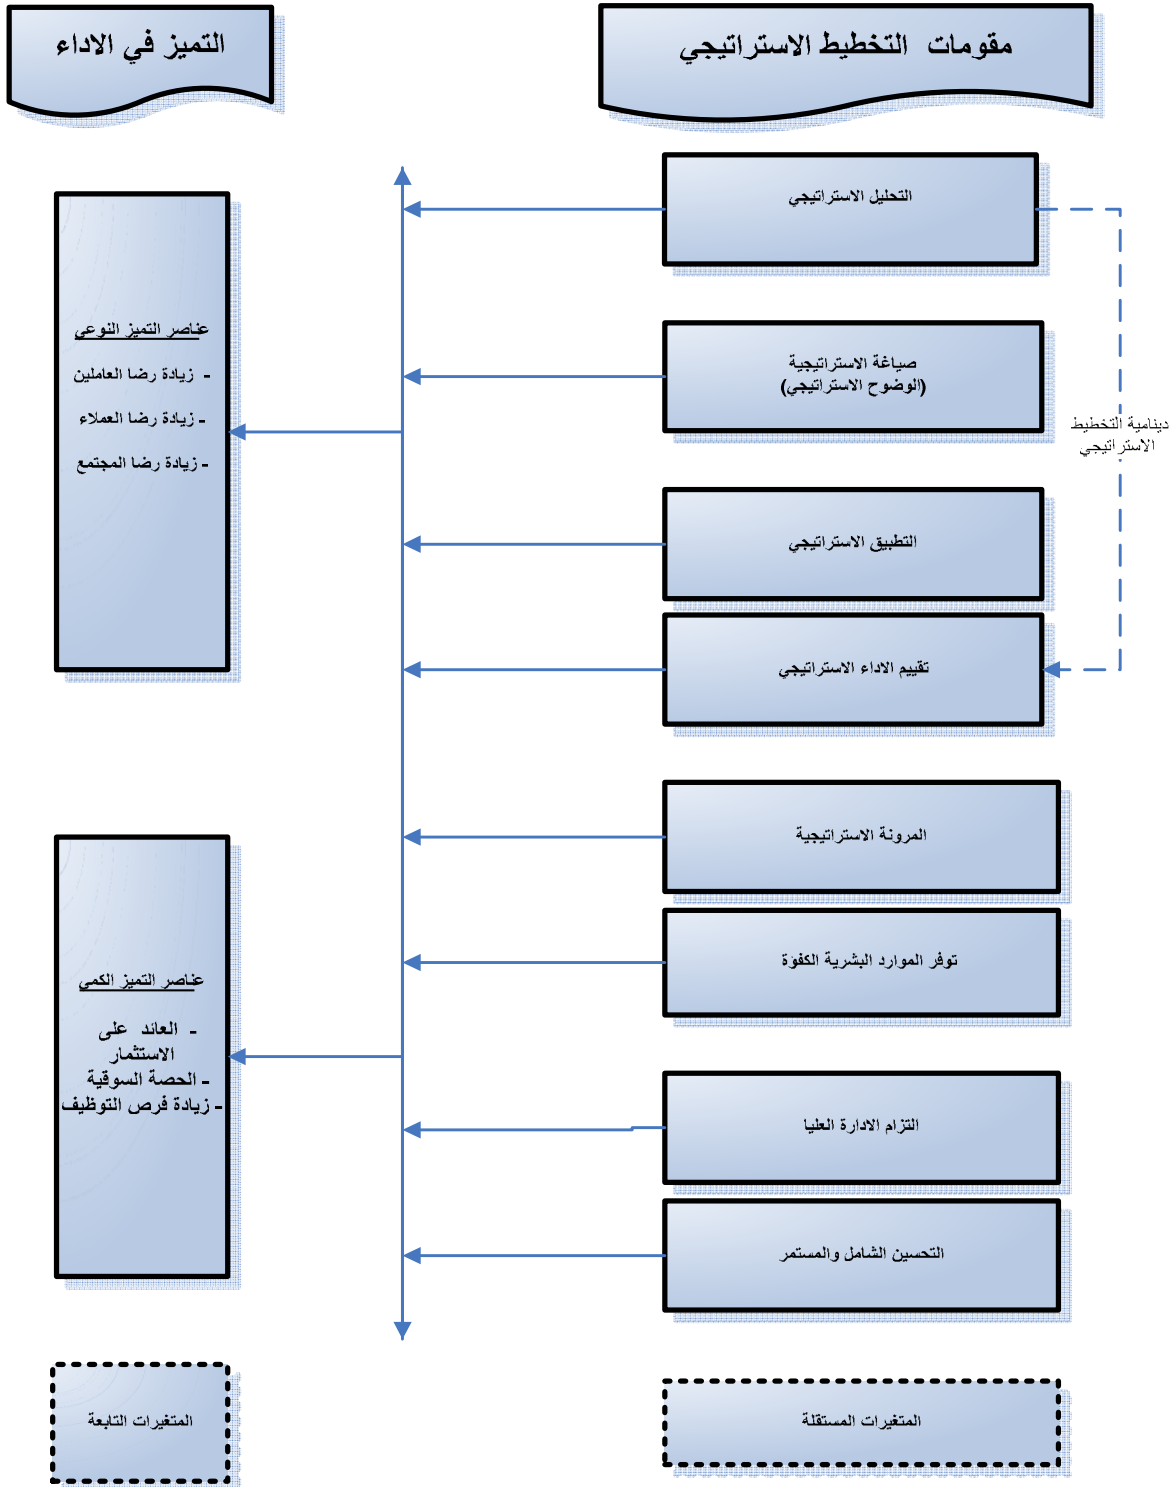 مقومات التخطيط الاستراتيجي
التميز في الاداء
التحليل الاستراتيجي
صياغة الاستراتيجية
(الوضوح الاستراتيجي)
دينامية التخطيط
الاستراتيجي
التطبيق الاستراتيجي
تقييم الاداء الاستراتيجي
المرونة الاستراتيجية
توفر الموارد البشرية الكفوة
التزام الادارة العليا
التحسين الشامل والمستمر
المتغيرات المستقلة
عناصر التميز النوعي
- زيادة رضا العاملين
- زيادة رضا العملاء
- زيادة رضا المجتمع
عناصر التميز الكمي
- العائد على
الاستثمار
- الحصة السوقية
- زيادة فرص التوظيف
المتغيرات التابعة